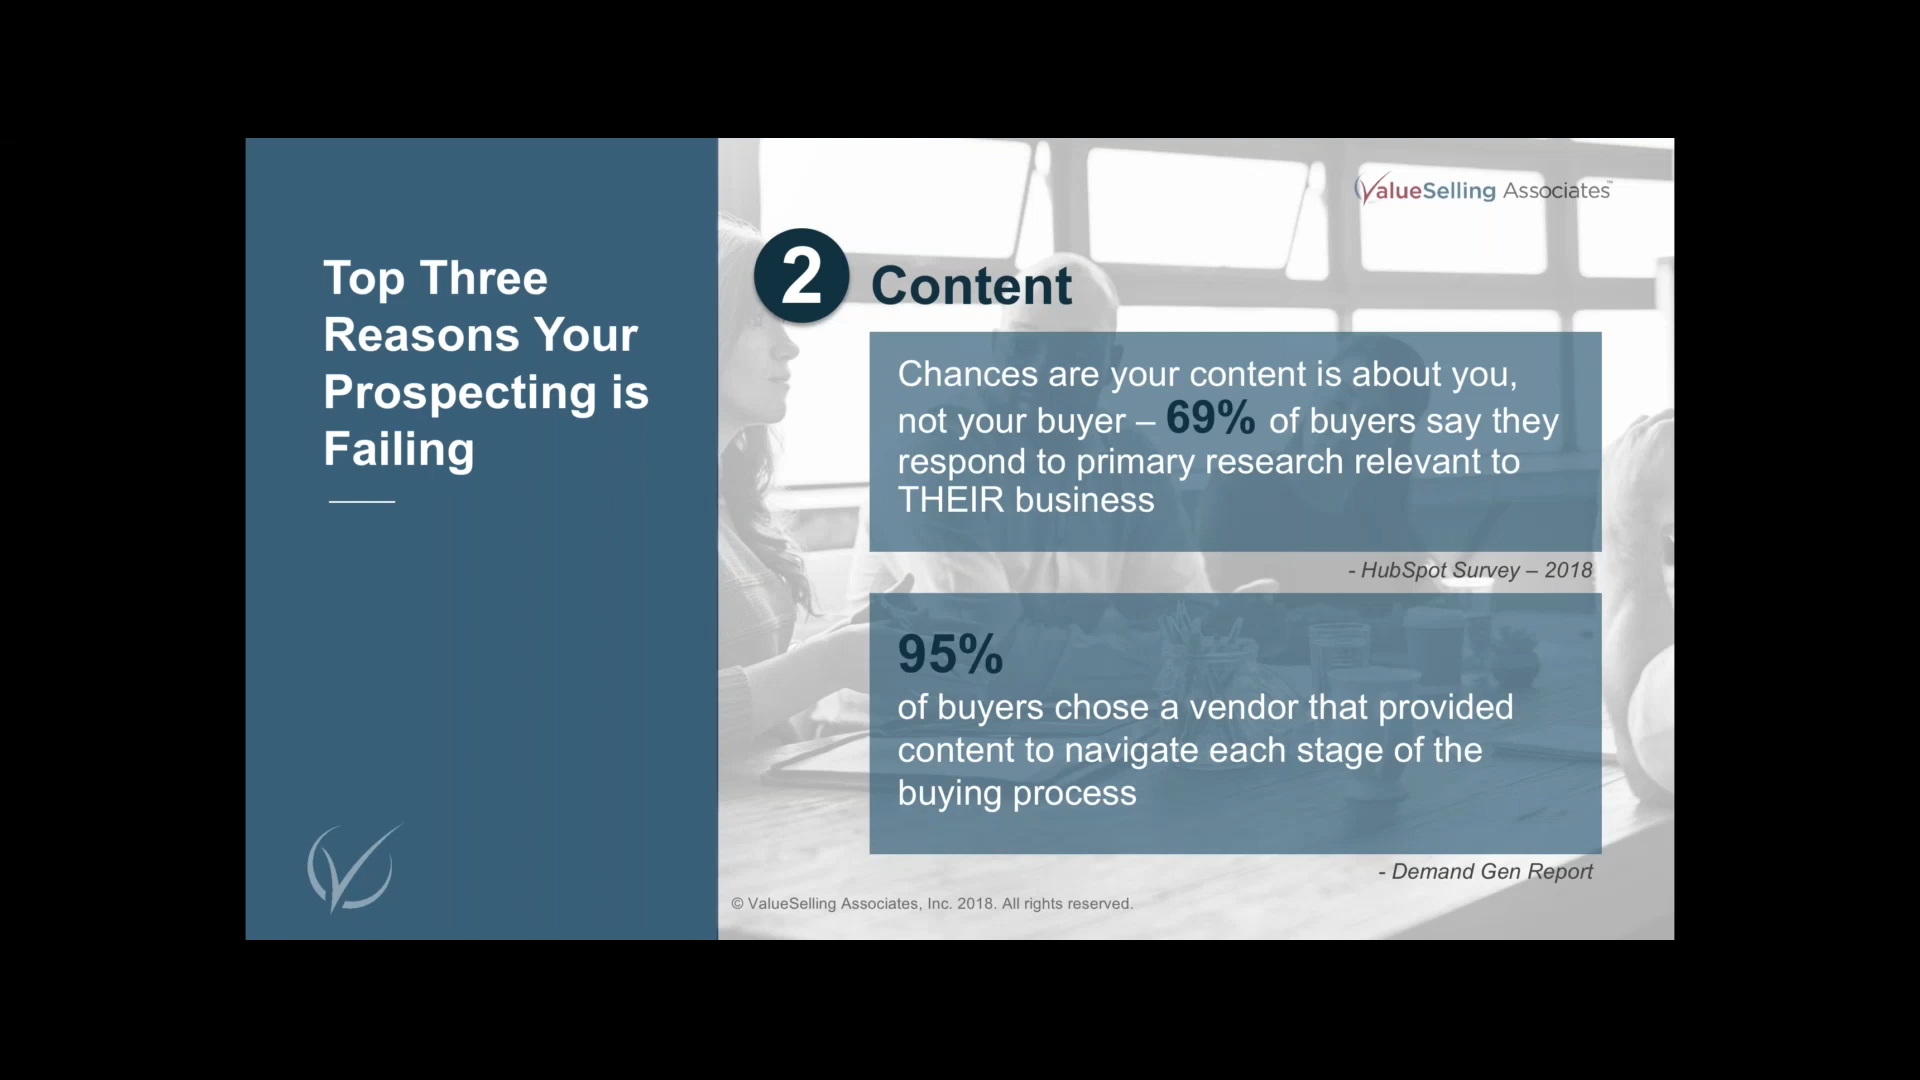 Top Three
Reasons Your
Prospecting is
Failing
ValueSelling Associates™
2
Content
Chances are your content is about you,
not your buyer – 69% of buyers say they
respond to primary research relevant to
THEIR business
- HubSpot Survey – 2018
95%
of buyers chose a vendor that provided
content to navigate each stage of the
buying process
- Demand Gen Report
© ValueSelling Associates, Inc. 2018. All rights reserved.